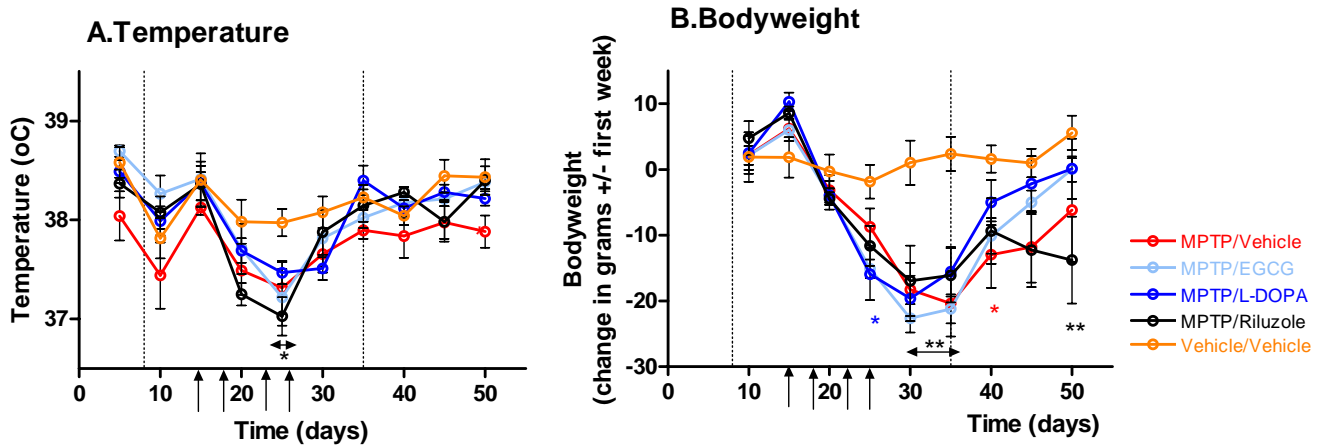 A.Temperature
Temperature (oC)
39
38
37
0
10
20
30
40
50
*
Time (days)
B.Bodyweight
Bodyweight
(change in grams +/- first week)
10
0
-10
-20
-30
0
10
20
30
40
50
*
**
*
**
Time (days)
MPTP/Vehicle
MPTP/EGCG
MPTP/L-DOPA
MPTP/Riluzole
Vehicle/Vehicle